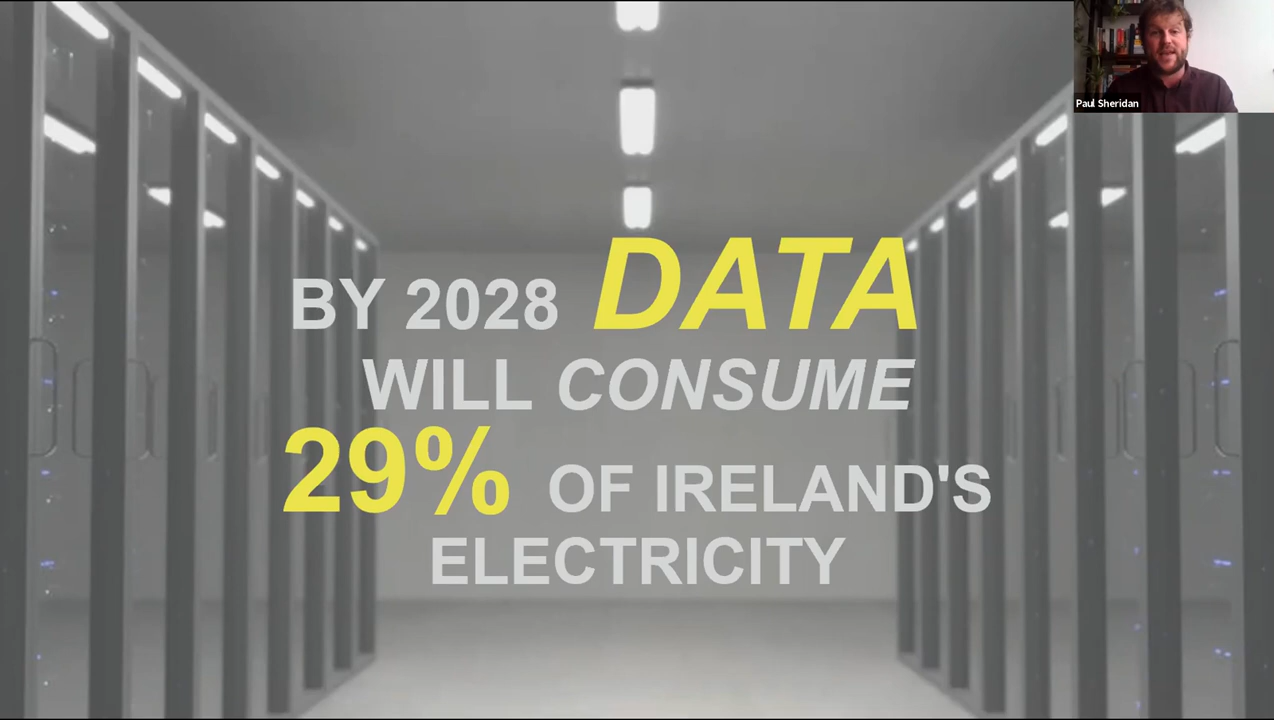 Paul Sheridan
BY 2028 DATA
WILL CONSUME
29% OF IRELAND'S
ELECTRICITY